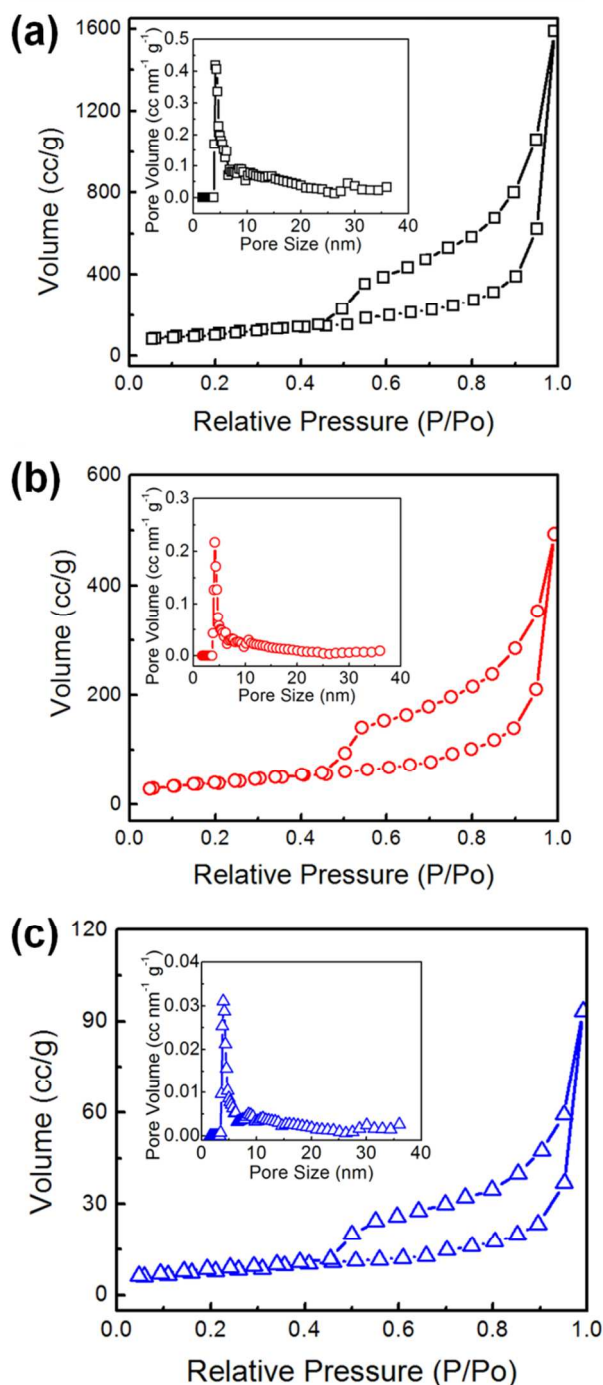 (a)
1600
1200
800
400
0
Volume (cc/g)
0.0 0.2 0.4 0.6 0.8 1.0
Relative Pressure (P/Po)
0.5
0.4
0.3
0.2
0.1
0.0
Pore Volume (cc nm⁻¹ g⁻¹)
0 10 20 30 40
Pore Size (nm)
(b)
600
400
200
0
Volume (cc/g)
0.0 0.2 0.4 0.6 0.8 1.0
Relative Pressure (P/Po)
0.3
0.2
0.1
0.0
Pore Volume (cc nm⁻¹ g⁻¹)
0 10 20 30 40
Pore Size (nm)
(c)
120
90
60
30
0
Volume (cc/g)
0.0 0.2 0.4 0.6 0.8 1.0
Relative Pressure (P/Po)
0.04
0.03
0.02
0.01
0.00
Pore Volume (cc nm⁻¹ g⁻¹)
0 10 20 30 40
Pore Size (nm)